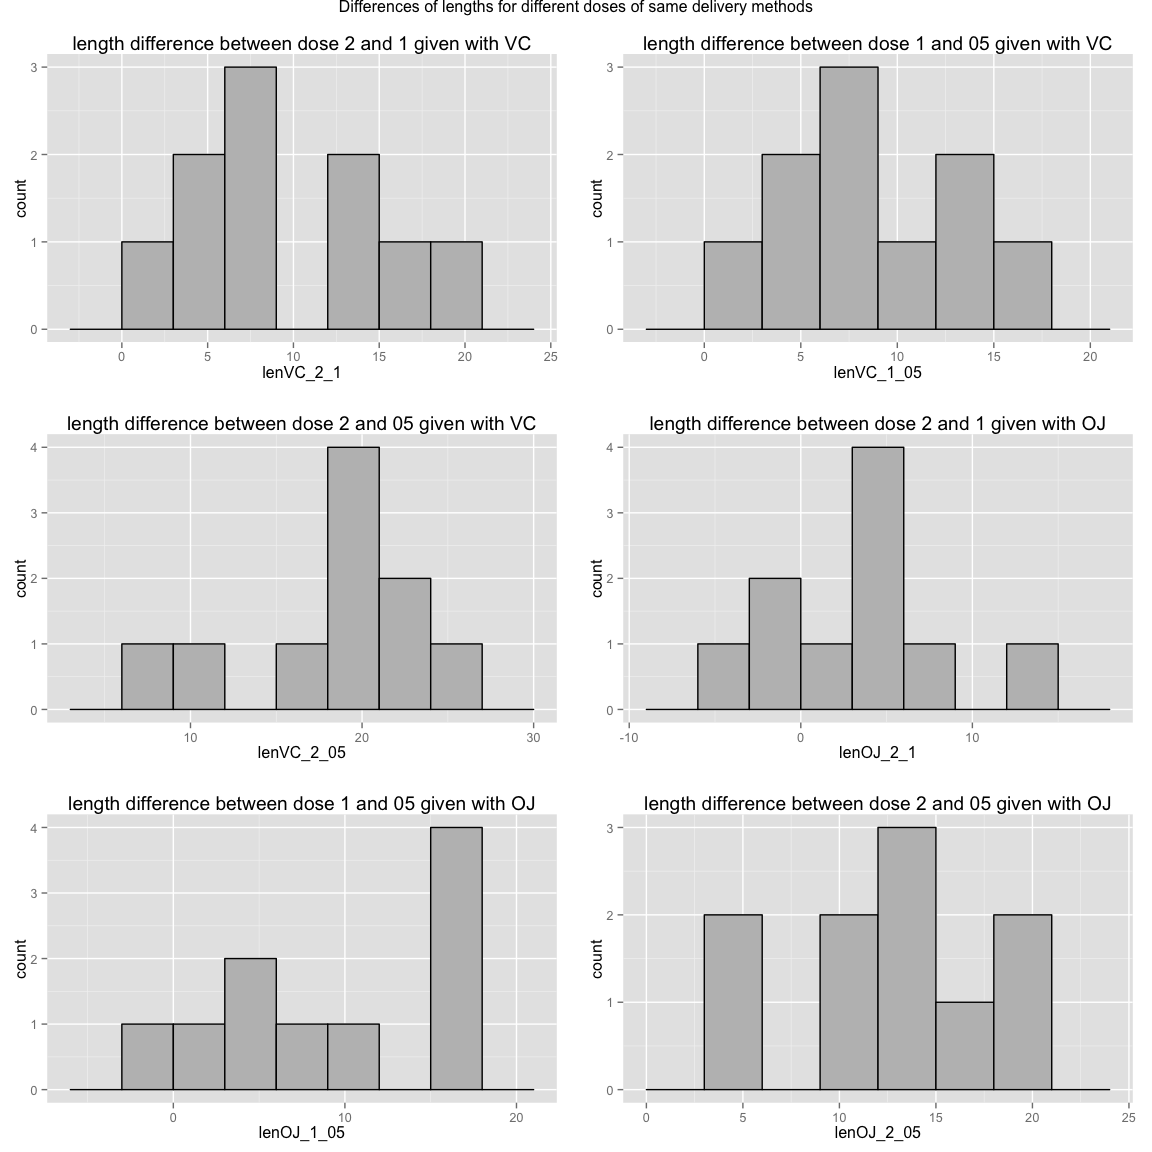 Differences of lengths for different doses of same delivery methods
length difference between dose 2 and 1 given with VC
3
2
1
0
count
0 5 10 15 20 25
lenVC_2_1
length difference between dose 1 and 05 given with VC
3
2
1
0
count
0 5 10 15 20
lenVC_1_05
length difference between dose 2 and 05 given with VC
4
3
2
1
0
count
10 20 30
lenVC_2_05
length difference between dose 2 and 1 given with OJ
4
3
2
1
0
count
-10 0 10
lenOJ_2_1
length difference between dose 1 and 05 given with OJ
4
3
2
1
0
count
0 10 20
lenOJ_1_05
length difference between dose 2 and 05 given with OJ
3
2
1
0
count
0 5 10 15 20 25
lenOJ_2_05